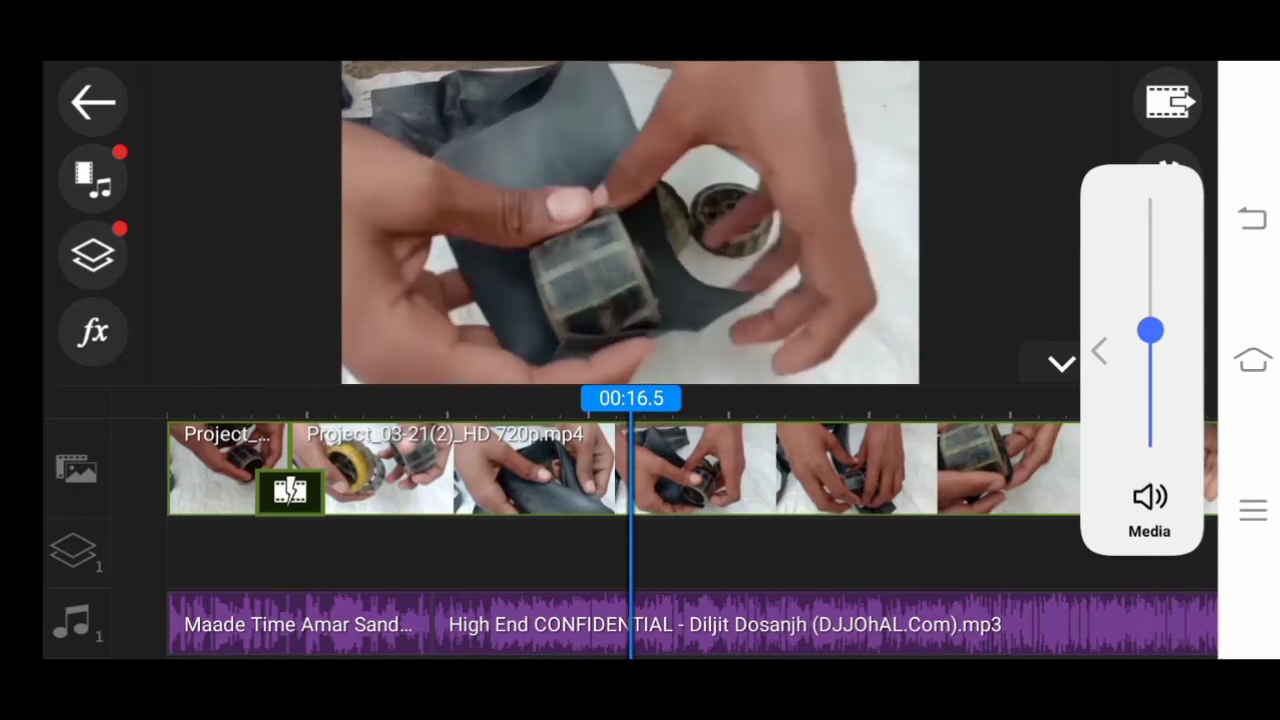 fx
00:16.5
Project_...
Project_03-21(2)_HD 720p.mp4
1
Maade Time Amar Sand...
High End CONFIDENTIAL - Diljit Dosanjh (DJJOhAL.Com).mp3
1
Media